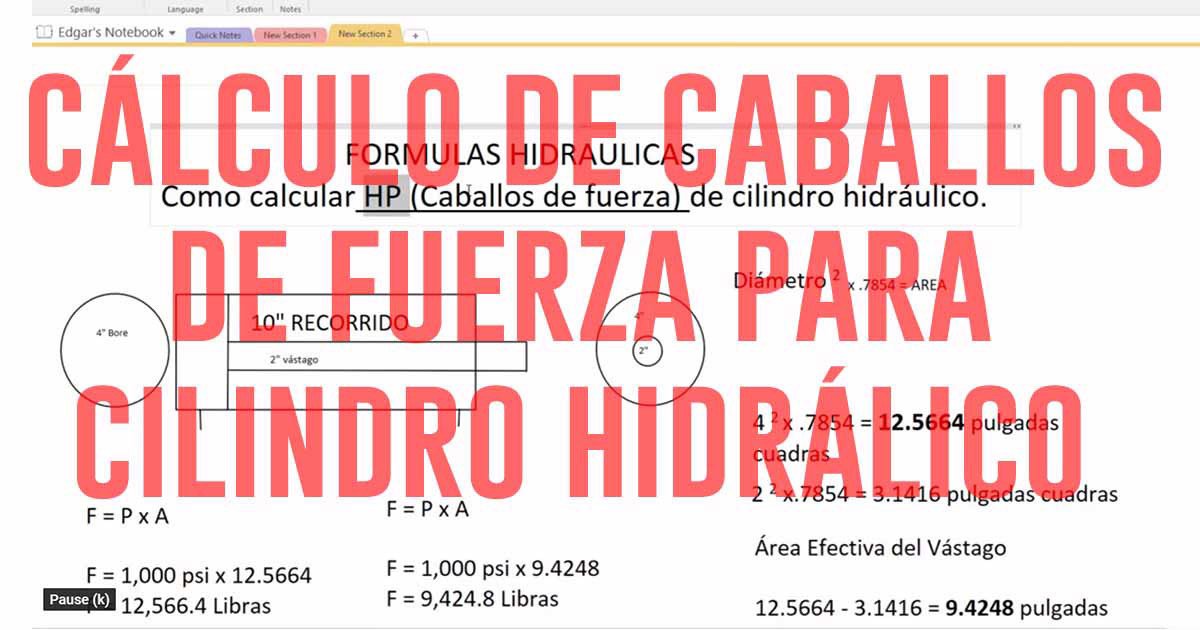 Spelling Language Section Notes
Edgar's Notebook Quick Notes New Section 1 New Section 2 +
CÁLCULO DE CABALLOS
DE FUERZA PARA
CILINDRO HIDRÁLICO
FORMULAS HIDRAULICAS
Como calcular HP (Caballos de fuerza) de cilindro hidráulico.
4" Bore
10" RECORRIDO
2" vástago
4"
2"
Diámetro ² x .7854 = AREA
4 ² x .7854 = 12.5664 pulgadas
cuadras
2 ² x.7854 = 3.1416 pulgadas cuadras
Área Efectiva del Vástago
12.5664 - 3.1416 = 9.4248 pulgadas
F = P x A
F = 1,000 psi x 12.5664
12,566.4 Libras
F = P x A
F = 1,000 psi x 9.4248
F = 9,424.8 Libras
Pause (k)